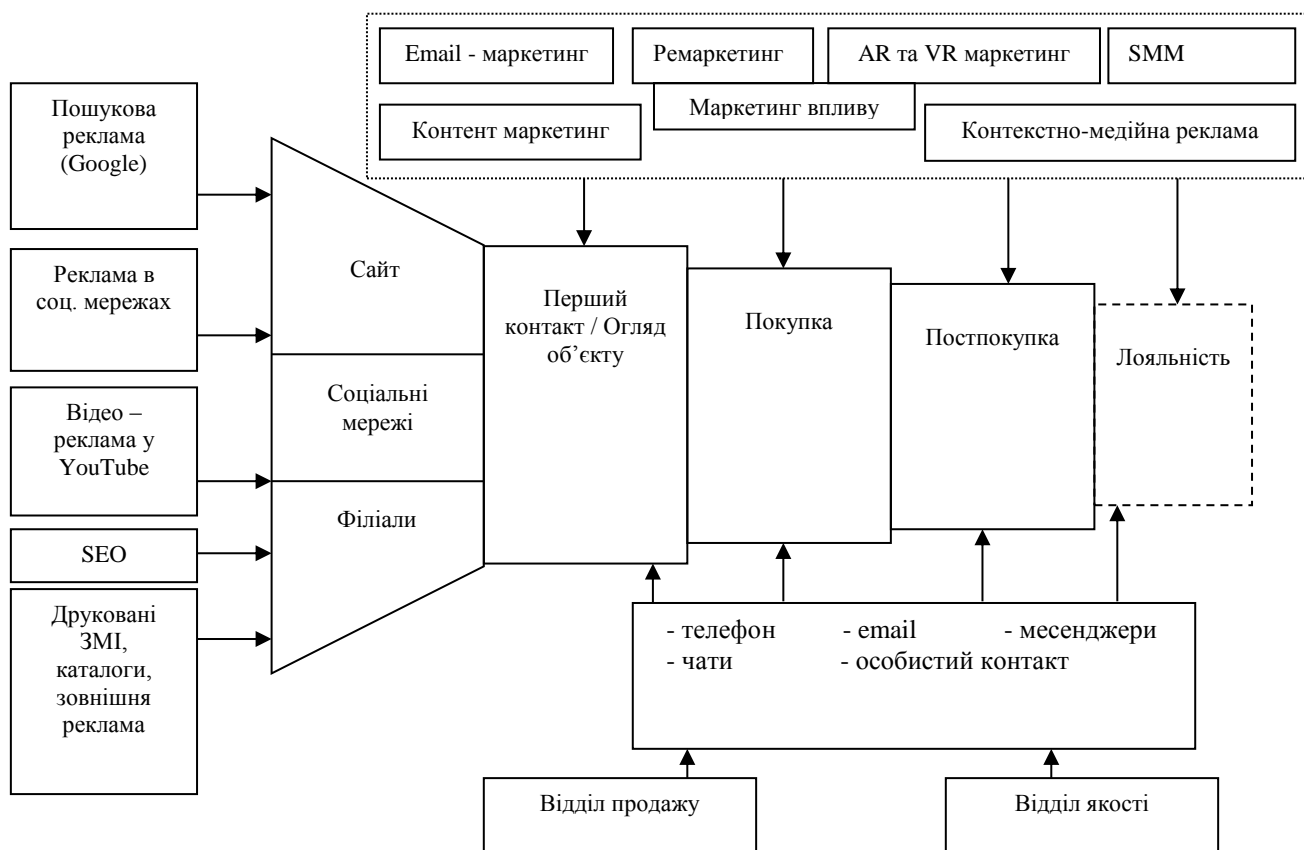 Email - маркетинг
Ремаркетинг
AR та VR маркетинг
SMM
Контент маркетинг
Маркетинг впливу
Контекстно-медійна реклама
Пошукова
реклама
(Google)
Реклама в
соц. мережах
Відео –
реклама у
YouTube
SEO
Друковані
ЗМІ,
каталоги,
зовнішня
реклама
Сайт
Соціальні
мережі
Філіали
Перший
контакт / Огляд
об’єкту
Покупка
Постпокупка
Лояльність
- телефон - email - месенджери
- чати - особистий контакт
Відділ продажу
Відділ якості